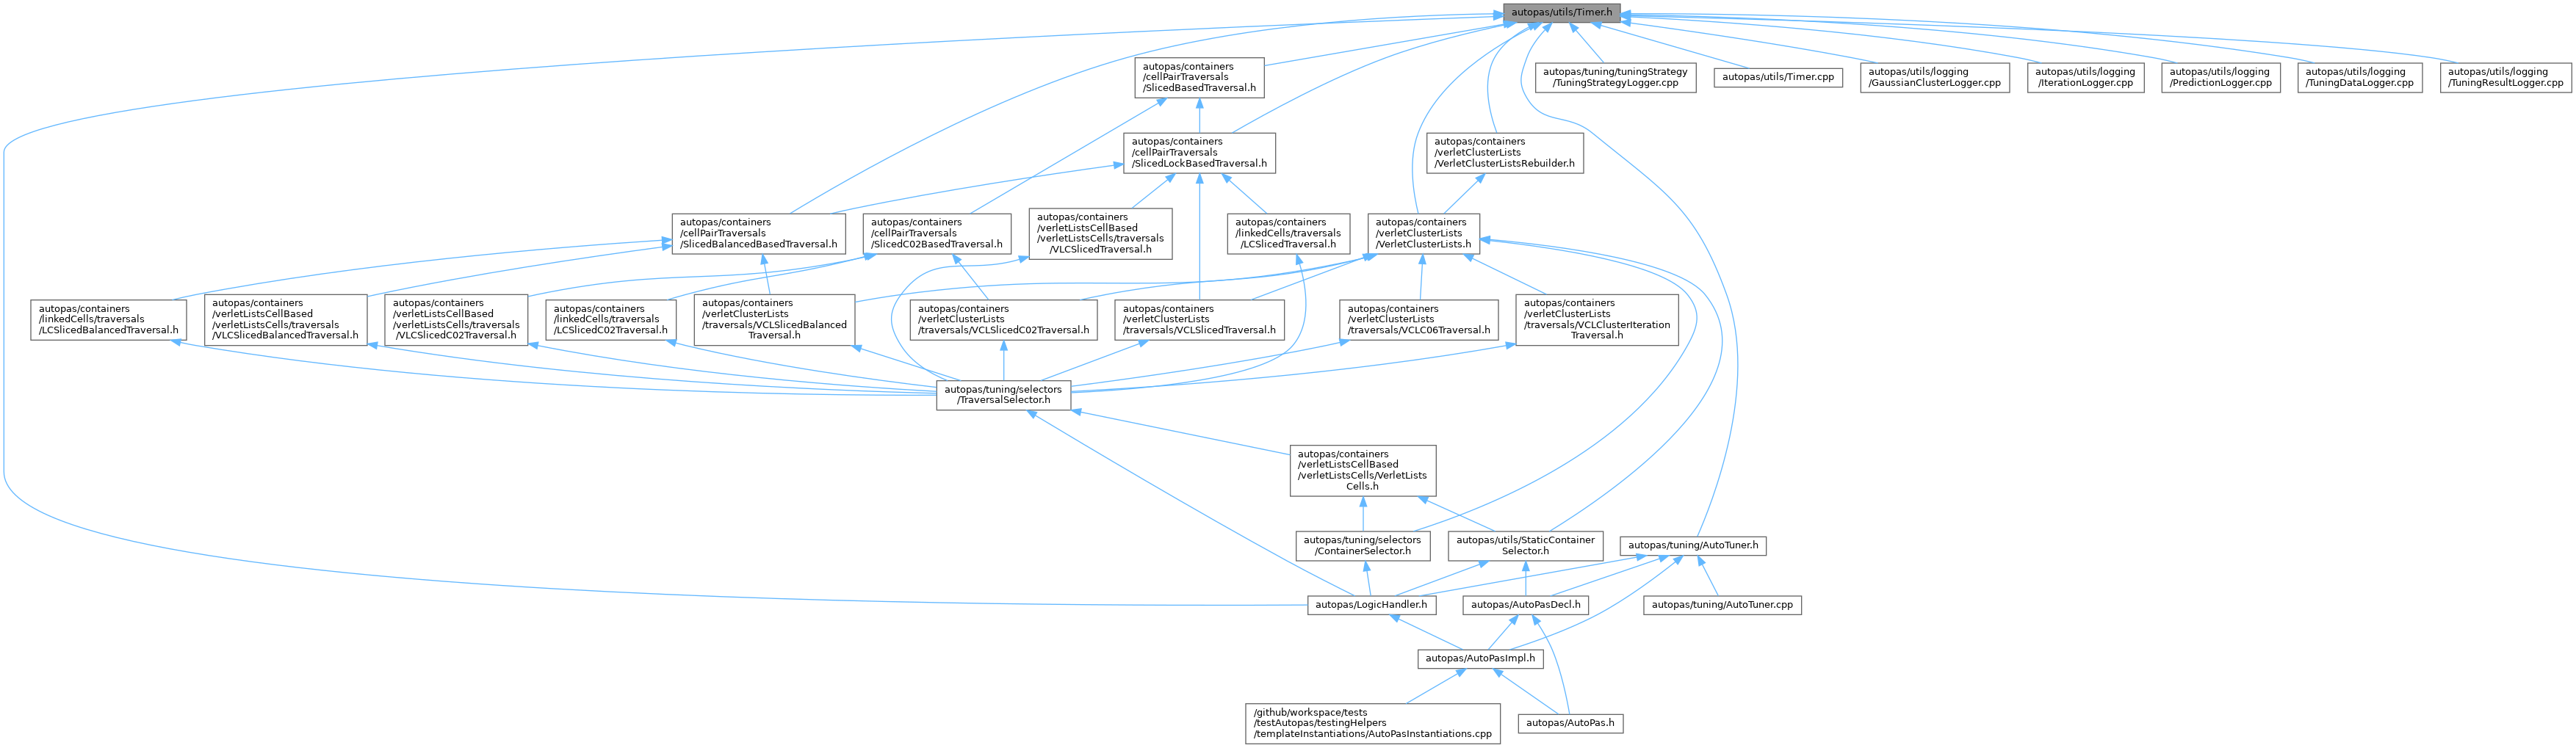 autopas/utils/Timer.h
autopas/containers
/cellPairTraversals
/SlicedBasedTraversal.h
autopas/tuning/tuningStrategy
/TuningStrategyLogger.cpp
autopas/utils/Timer.cpp
autopas/utils/logging
/GaussianClusterLogger.cpp
autopas/utils/logging
/IterationLogger.cpp
autopas/utils/logging
/PredictionLogger.cpp
autopas/utils/logging
/TuningDataLogger.cpp
autopas/utils/logging
/TuningResultLogger.cpp
autopas/containers
/cellPairTraversals
/SlicedLockBasedTraversal.h
autopas/containers
/verletClusterLists
/VerletClusterListsRebuilder.h
autopas/containers
/cellPairTraversals
/SlicedBalancedBasedTraversal.h
autopas/containers
/cellPairTraversals
/SlicedC02BasedTraversal.h
autopas/containers
/verletListsCellBased
/verletListsCells/traversals
/VLCSlicedTraversal.h
autopas/containers
/linkedCells/traversals
/LCSlicedTraversal.h
autopas/containers
/verletClusterLists
/VerletClusterLists.h
autopas/containers
/linkedCells/traversals
/LCSlicedBalancedTraversal.h
autopas/containers
/verletListsCellBased
/verletListsCells/traversals
/VLCSlicedBalancedTraversal.h
autopas/containers
/verletListsCellBased
/verletListsCells/traversals
/VLCSlicedC02Traversal.h
autopas/containers
/linkedCells/traversals
/LCSlicedC02Traversal.h
autopas/containers
/verletClusterLists
/traversals/VCLSlicedBalanced
Traversal.h
autopas/containers
/verletClusterLists
/traversals/VCLSlicedC02Traversal.h
autopas/containers
/verletClusterLists
/traversals/VCLSlicedTraversal.h
autopas/containers
/verletClusterLists
/traversals/VCLC06Traversal.h
autopas/containers
/verletClusterLists
/traversals/VCLClusterIteration
Traversal.h
autopas/tuning/selectors
/TraversalSelector.h
autopas/containers
/verletListsCellBased
/verletListsCells/VerletLists
Cells.h
autopas/tuning/selectors
/ContainerSelector.h
autopas/utils/StaticContainer
Selector.h
autopas/tuning/AutoTuner.h
autopas/LogicHandler.h
autopas/AutoPasDecl.h
autopas/tuning/AutoTuner.cpp
autopas/AutoPasImpl.h
/github/workspace/tests
/testAutopas/testingHelpers
/templateInstantiations/AutoPasInstantiations.cpp
autopas/AutoPas.h